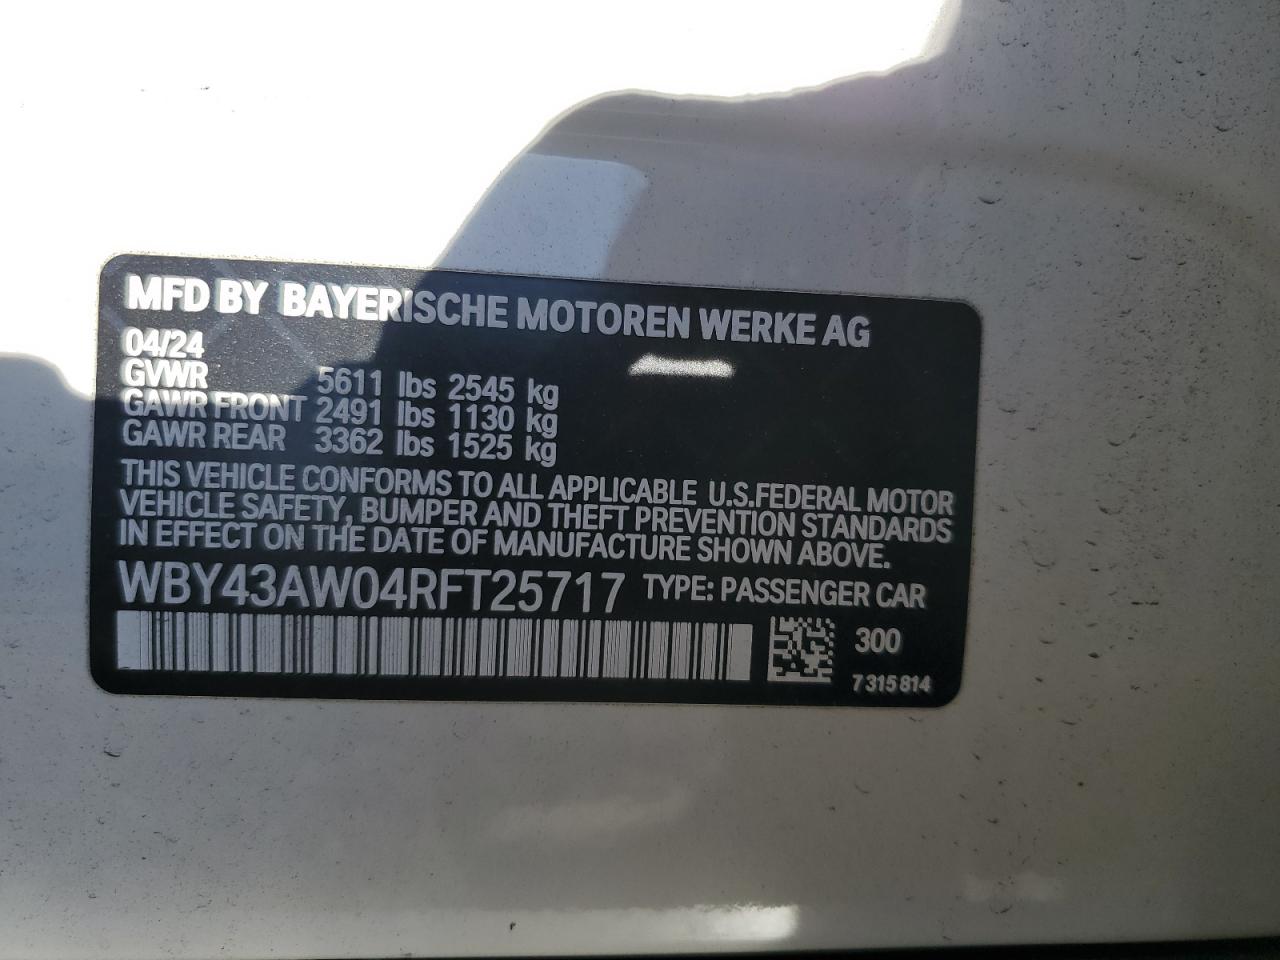 MFD BY BAYERISCHE MOTOREN WERKE AG
04/24
GVWR 5611 lbs 2545 kg
GAWR FRONT 2491 lbs 1130 kg
GAWR REAR 3362 lbs 1525 kg
THIS VEHICLE CONFORMS TO ALL APPLICABLE U.S.FEDERAL MOTOR
VEHICLE SAFETY, BUMPER AND THEFT PREVENTION STANDARDS
IN EFFECT ON THE DATE OF MANUFACTURE SHOWN ABOVE.
WBY43AW04RFT25717 TYPE: PASSENGER CAR
300
7 315 814